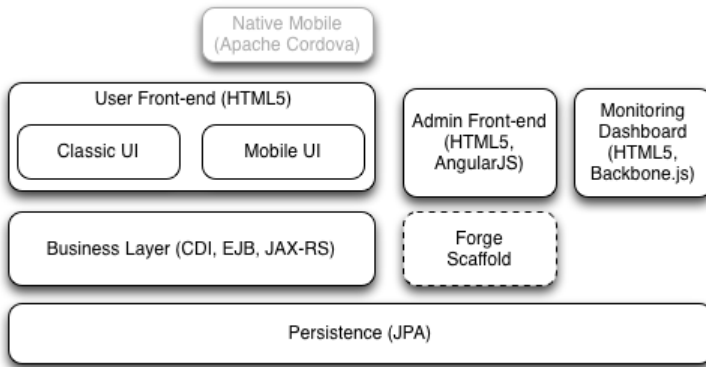 Native Mobile
(Apache Cordova)
User Front-end (HTML5)
Classic UI
Mobile UI
Admin Front-end
(HTML5,
AngularJS)
Monitoring
Dashboard
(HTML5,
Backbone.js)
Business Layer (CDI, EJB, JAX-RS)
Forge
Scaffold
Persistence (JPA)